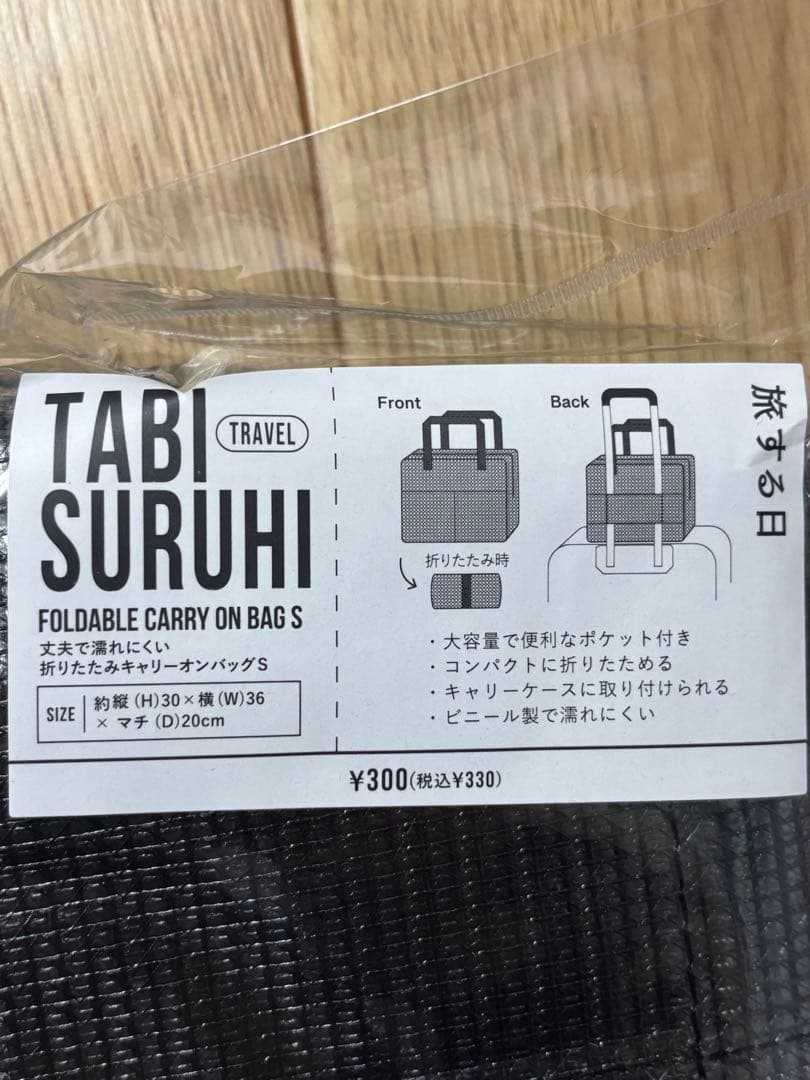 TABI
TRAVEL
SURUHI
FOLDABLE CARRY ON BAG S
丈夫で濡れにくい
折りたたみキャリーオンバッグS
SIZE
約縦(H)30×横(W)36
×マチ(D)20cm
Front
Back
折りたたみ時
旅する日
・大容量で便利なポケット付き
・コンパクトに折りたためる
・キャリーケースに取り付けられる
・ビニール製で濡れにくい
¥300(税込¥330)